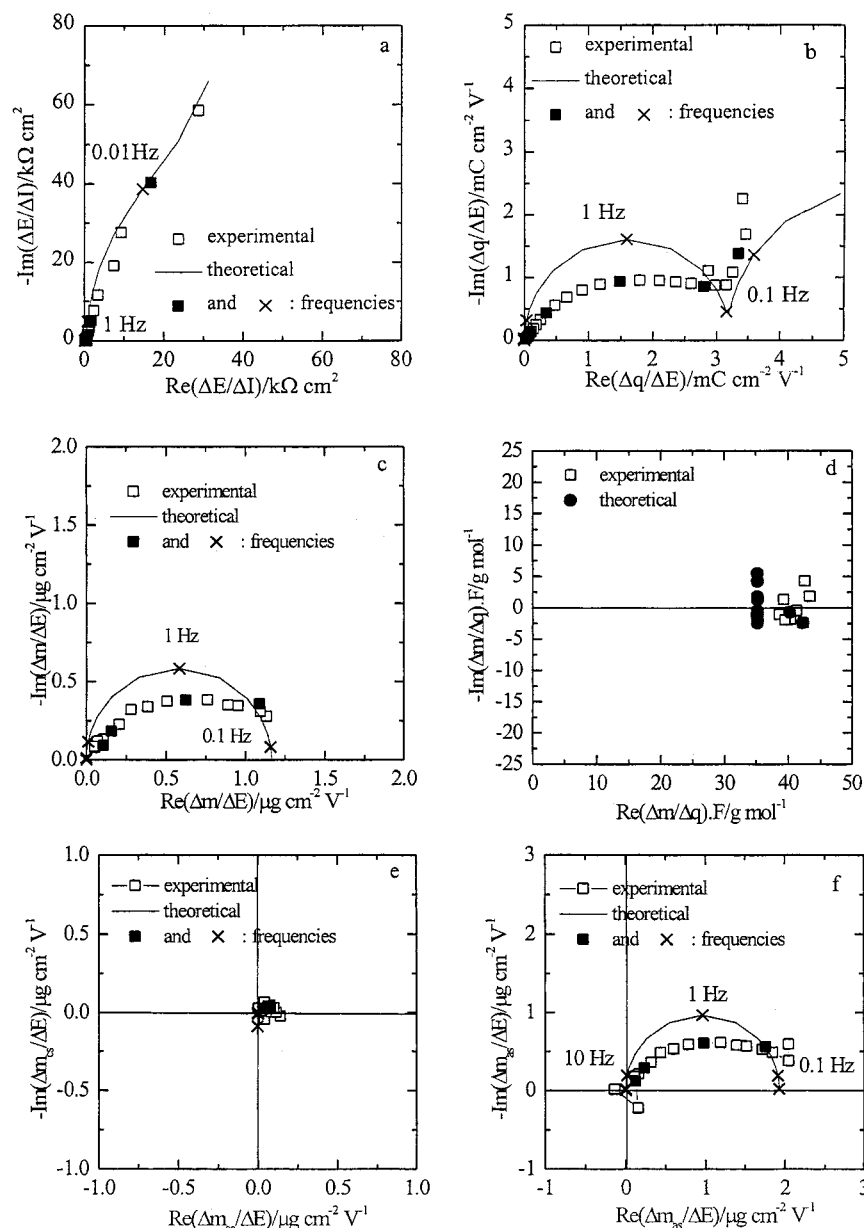 a
80
60
40
20
0
-Im(ΔE/ΔI)/kΩ cm²
0.01Hz
experimental
theoretical
and × : frequencies
1 Hz
0 20 40 60 80
Re(ΔE/ΔI)/kΩ cm²
b
5
4
3
2
1
0
-Im(Δq/ΔE)/mC cm⁻² V⁻¹
experimental
theoretical
and × : frequencies
1 Hz
0.1 Hz
0 1 2 3 4 5
Re(Δq/ΔE)/mC cm⁻² V⁻¹
c
2.0
1.5
1.0
0.5
0.0
-Im(Δm/ΔE)/µg cm⁻² V⁻¹
experimental
theoretical
and × : frequencies
1 Hz
0.1 Hz
0.0 0.5 1.0 1.5 2.0
Re(Δm/ΔE)/µg cm⁻² V⁻¹
d
25
20
15
10
5
0
-5
-10
-15
-20
-25
-Im(Δm/Δq).F/g mol⁻¹
experimental
theoretical
0 10 20 30 40 50
Re(Δm/Δq).F/g mol⁻¹
e
1.0
0.5
0.0
-0.5
-1.0
-Im(Δm_cs/ΔE)/µg cm⁻² V⁻¹
experimental
theoretical
and × : frequencies
-1.0 -0.5 0.0 0.5 1.0
Re(Δm_cs/ΔE)/µg cm⁻² V⁻¹
f
3
2
1
0
-1
-Im(Δm_as/ΔE)/µg cm⁻² V⁻¹
experimental
theoretical
and × : frequencies
1 Hz
10 Hz
0.1 Hz
-1 0 1 2 3
Re(Δm_as/ΔE)/µg cm⁻² V⁻¹